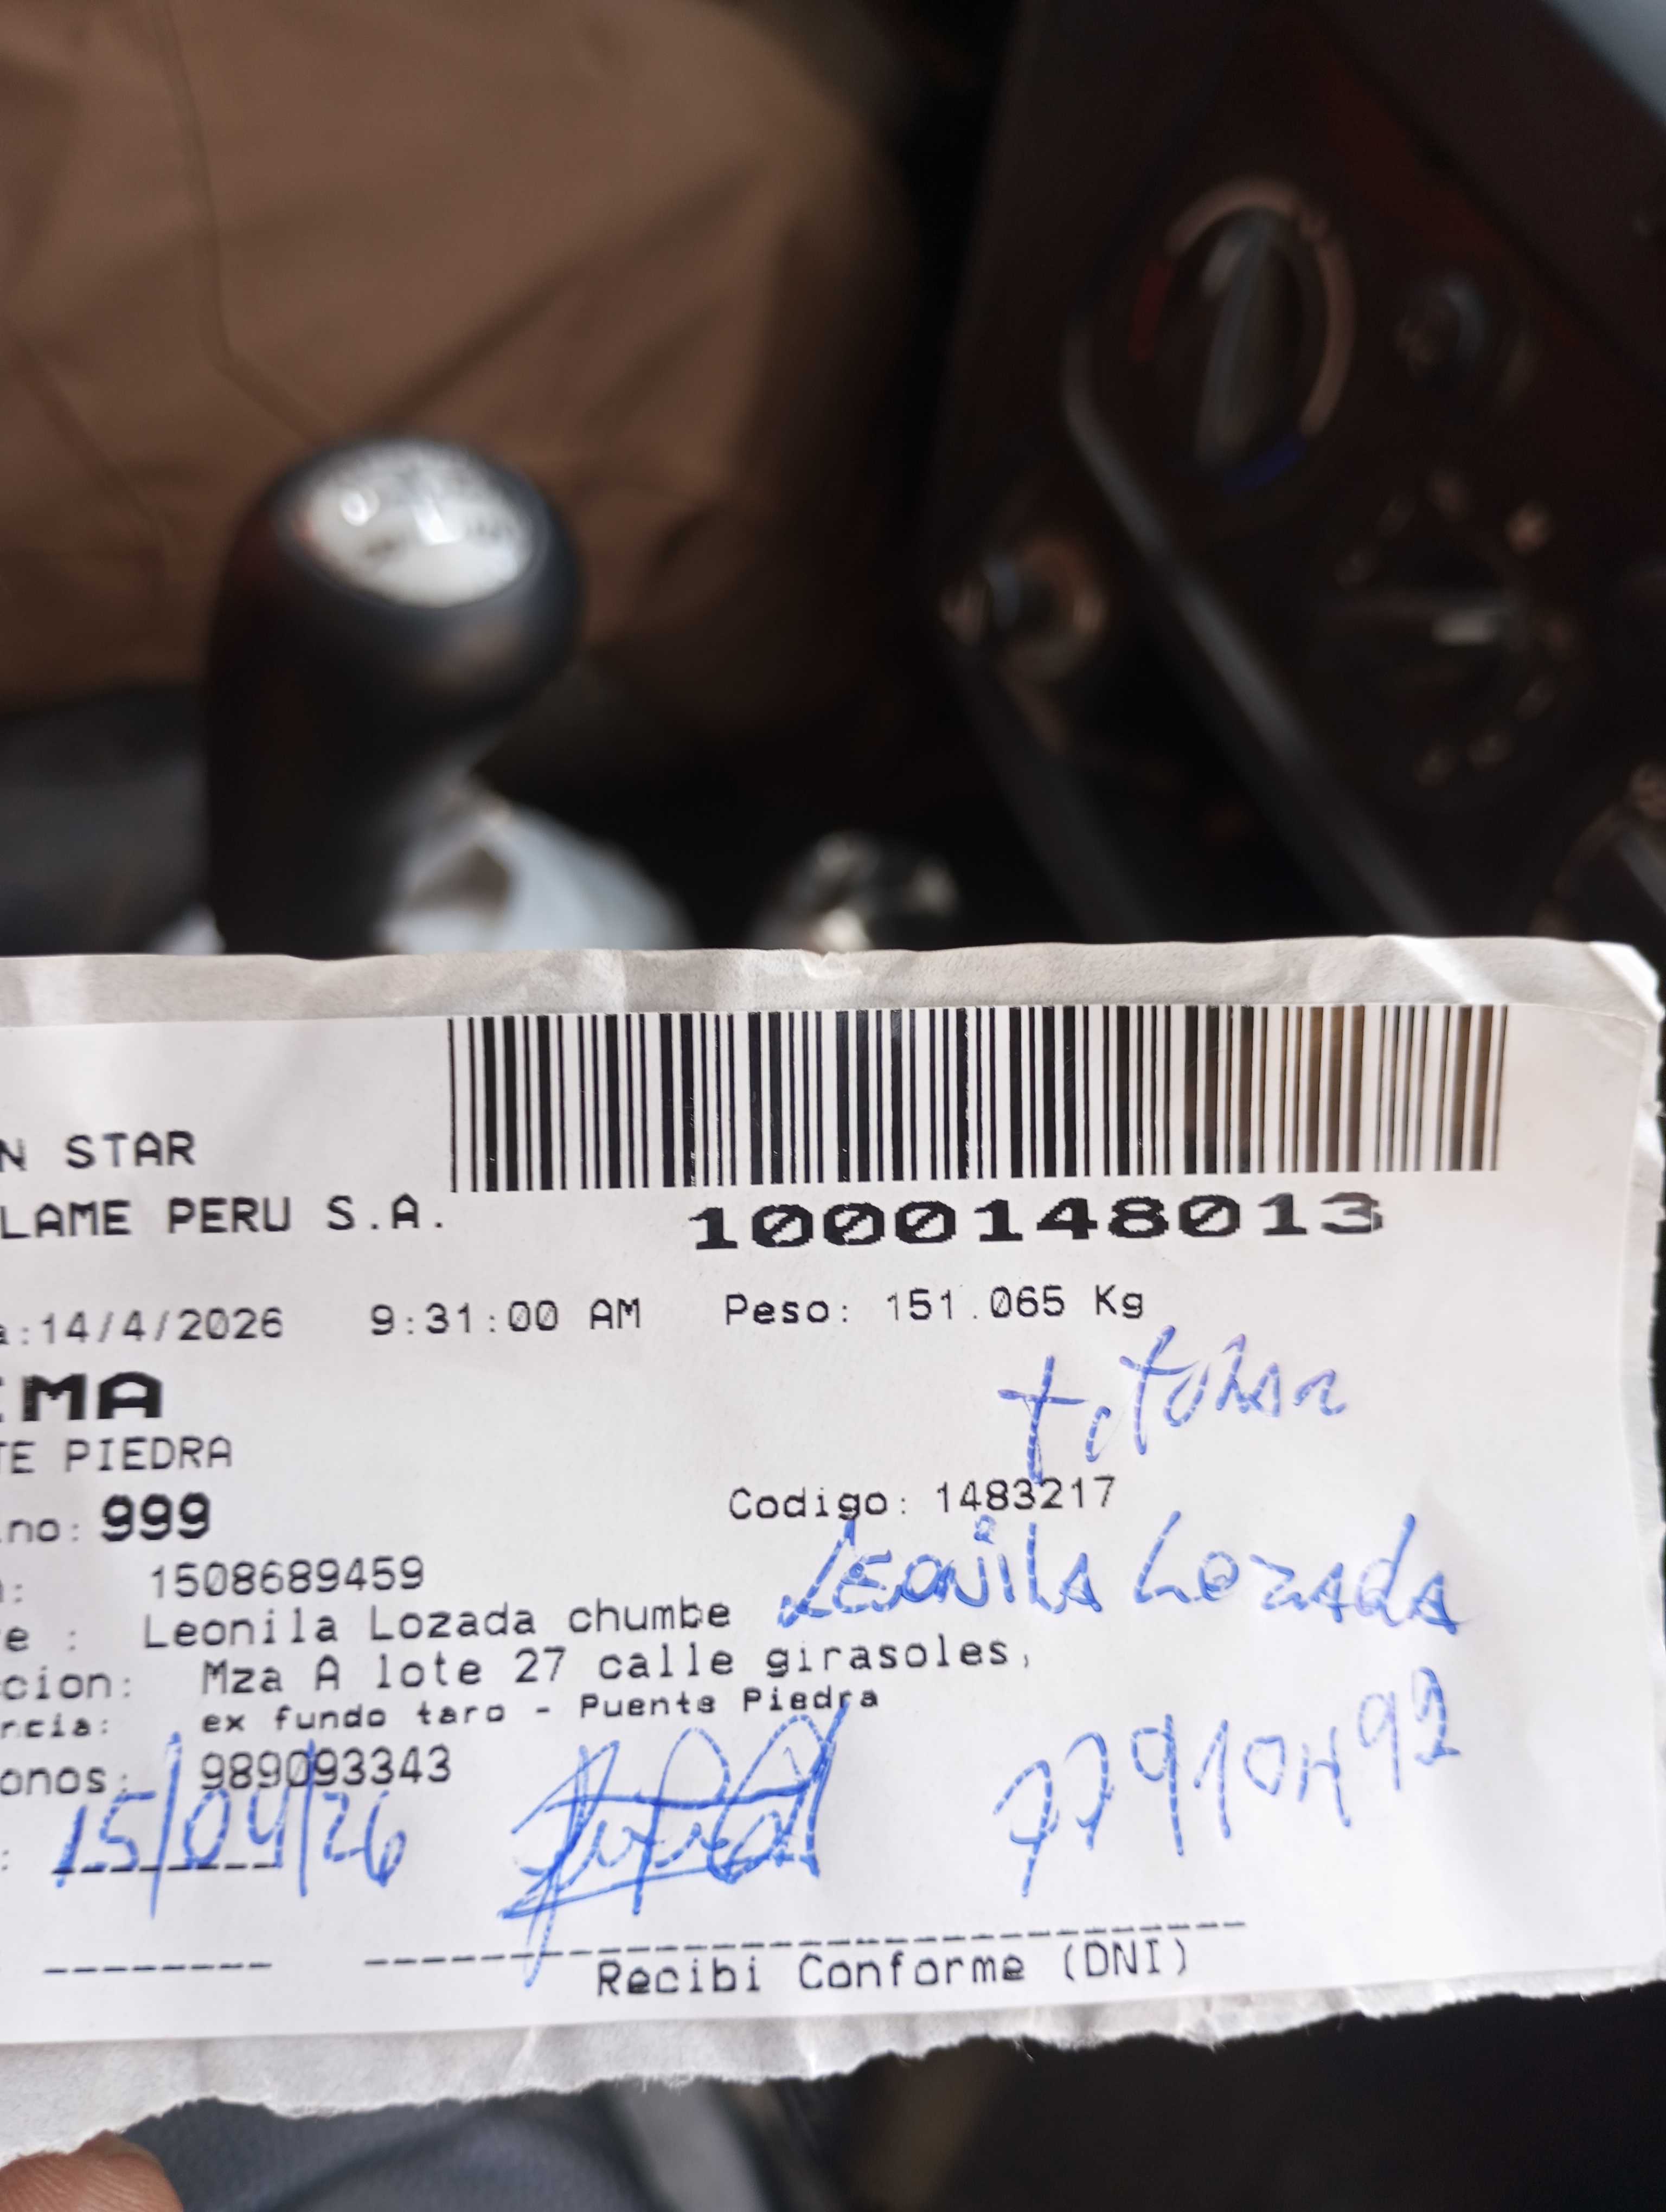 N STAR
LAME PERU S.A.
1000148013
a:14/4/2026 9:31:00 AM Peso: 151.065 Kg
IMA
TE PIEDRA
titular
ino: 999 Codigo: 1483217
1508689459
e : Leonila Lozada chumbe Leonila Lozada
cion: Mza A lote 27 calle girasoles,
rcia: ex fundo taro - Puente Piedra
onos: 989093343
: 15/04/26
Recibi Conforme (DNI)